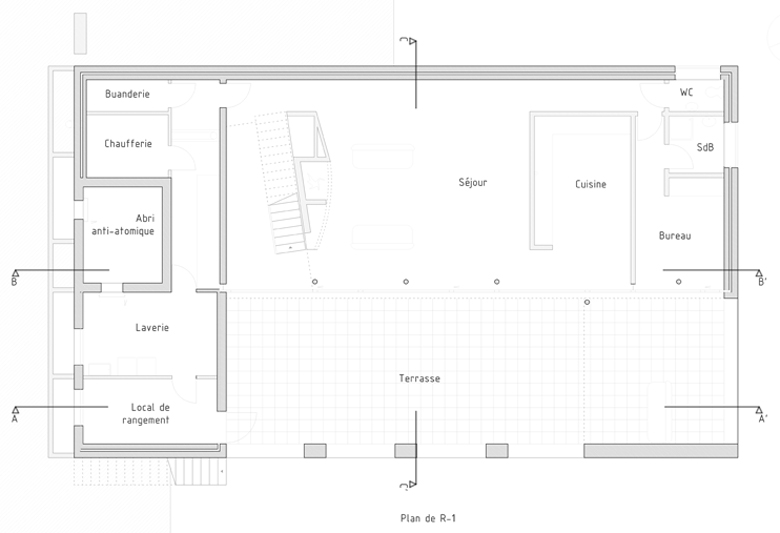 Buanderie
WC
Chaufferie
SdB
Séjour
Cuisine
Abri
anti-atomique
Bureau
B
B'
Laverie
Terrasse
Local de
rangement
A
A'
Plan de R-1